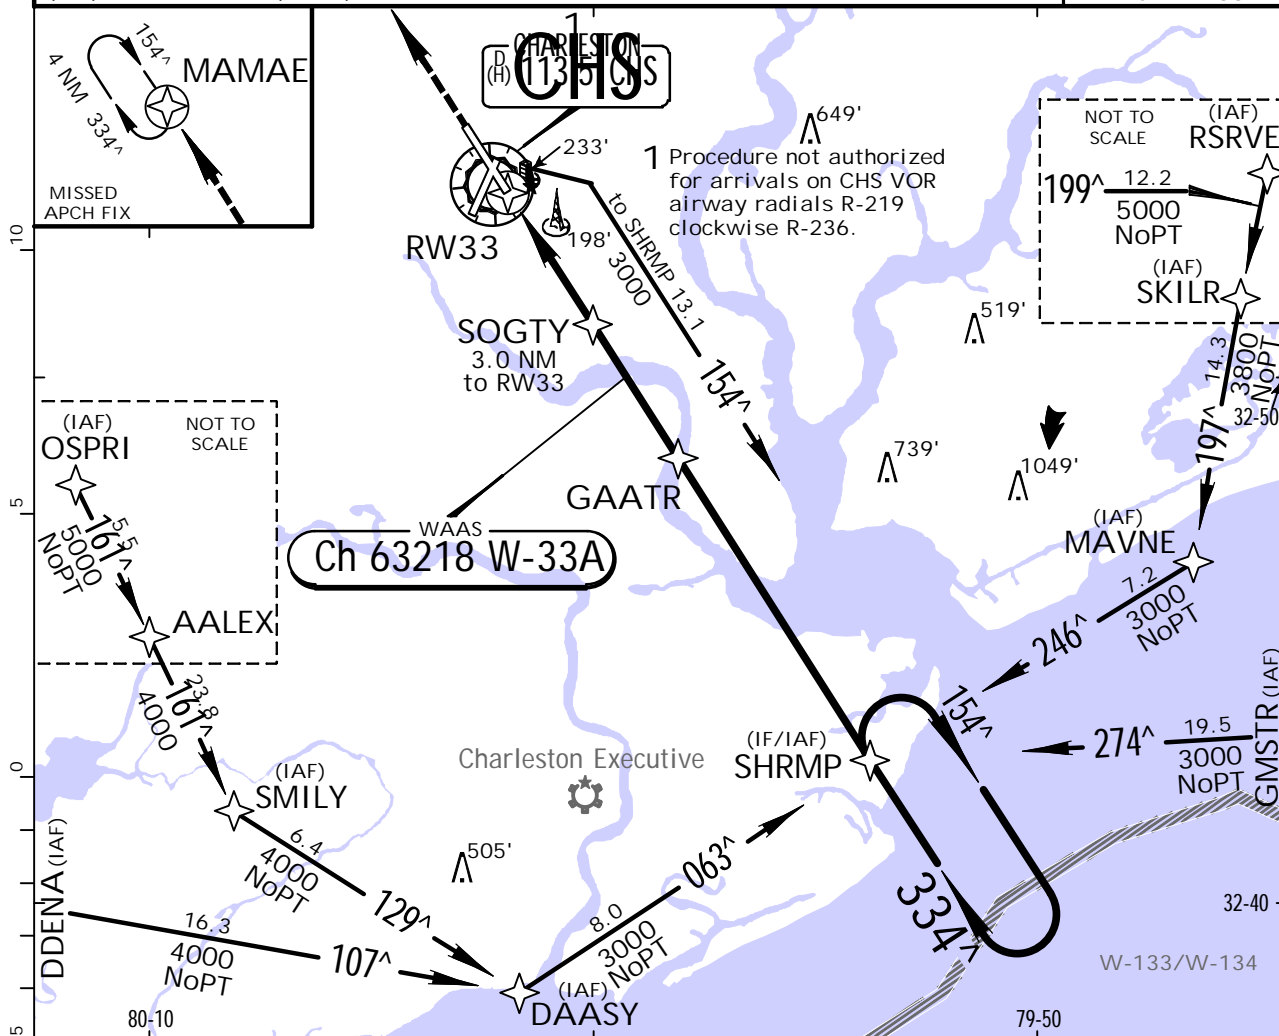 154^
4 NM 334^
MAMAE
MISSED
APCH FIX
1
CHARLESTON
D
(H)
113.5 CHS
CHS
233'
198'
RW33
649'
1 Procedure not authorized
for arrivals on CHS VOR
airway radials R-219
clockwise R-236.
NOT TO
SCALE
(IAF)
RSRVE
199^
12.2
5000
NoPT
(IAF)
SKILR
14.3
3800
NoPT
197^
32-50
to SHRMP 13.1
3000
154^
519'
739'
1049'
SOGTY
3.0 NM
to RW33
GAATR
WAAS
Ch 63218 W-33A
10
5
0
5
(IAF)
OSPRI
NOT TO
SCALE
5.5
161^
5000
NoPT
AALEX
23.8
161^
4000
(IAF)
SMILY
6.4
4000
NoPT
129^
DDENA (IAF)
16.3
4000
NoPT
107^
505'
Charleston Executive
(IAF)
DAASY
8.0
3000
NoPT
063^
(IF/IAF)
SHRMP
154^
334^
(IAF)
MAVNE
7.2
3000
NoPT
246^
GMSTR (IAF)
19.5
3000
NoPT
274^
32-40
W-133/W-134
80-10
79-50